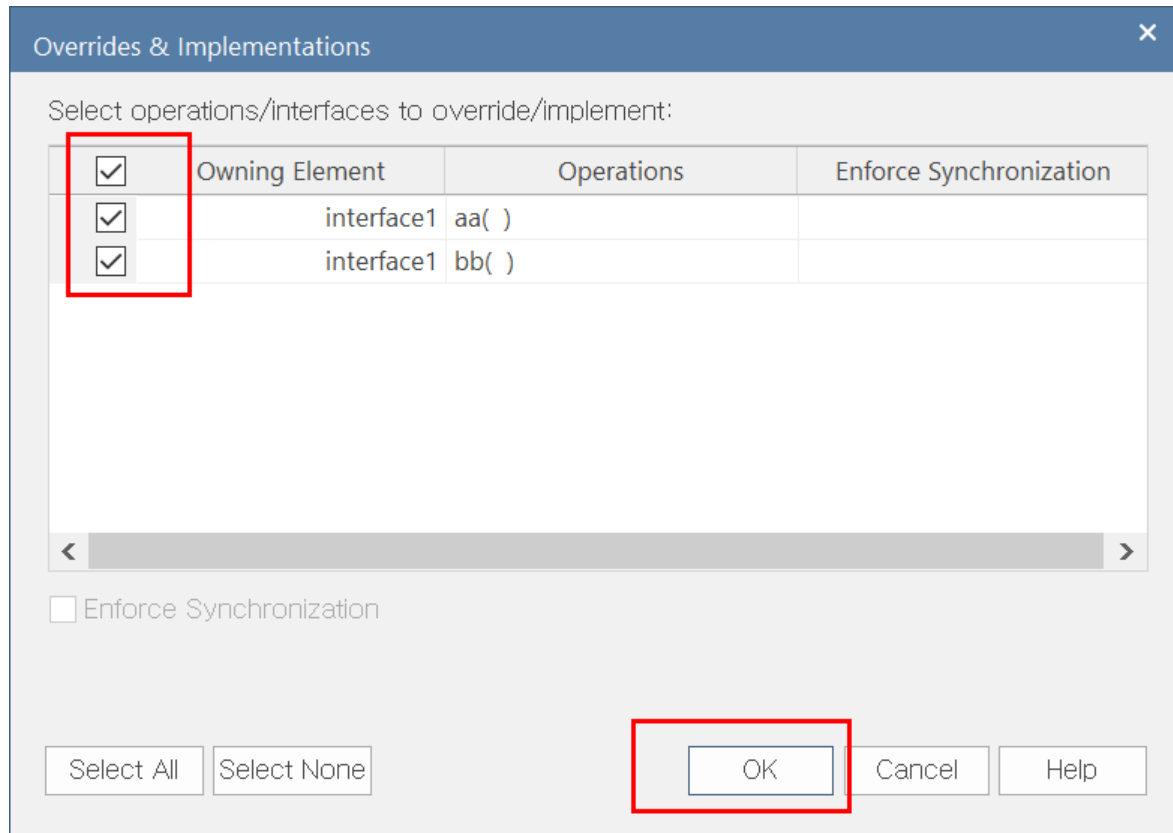 Overrides & Implementations
Select operations/interfaces to override/implement:
Owning Element Operations Enforce Synchronization
interface1 aa( )
interface1 bb( )
Enforce Synchronization
Select All Select None OK Cancel Help